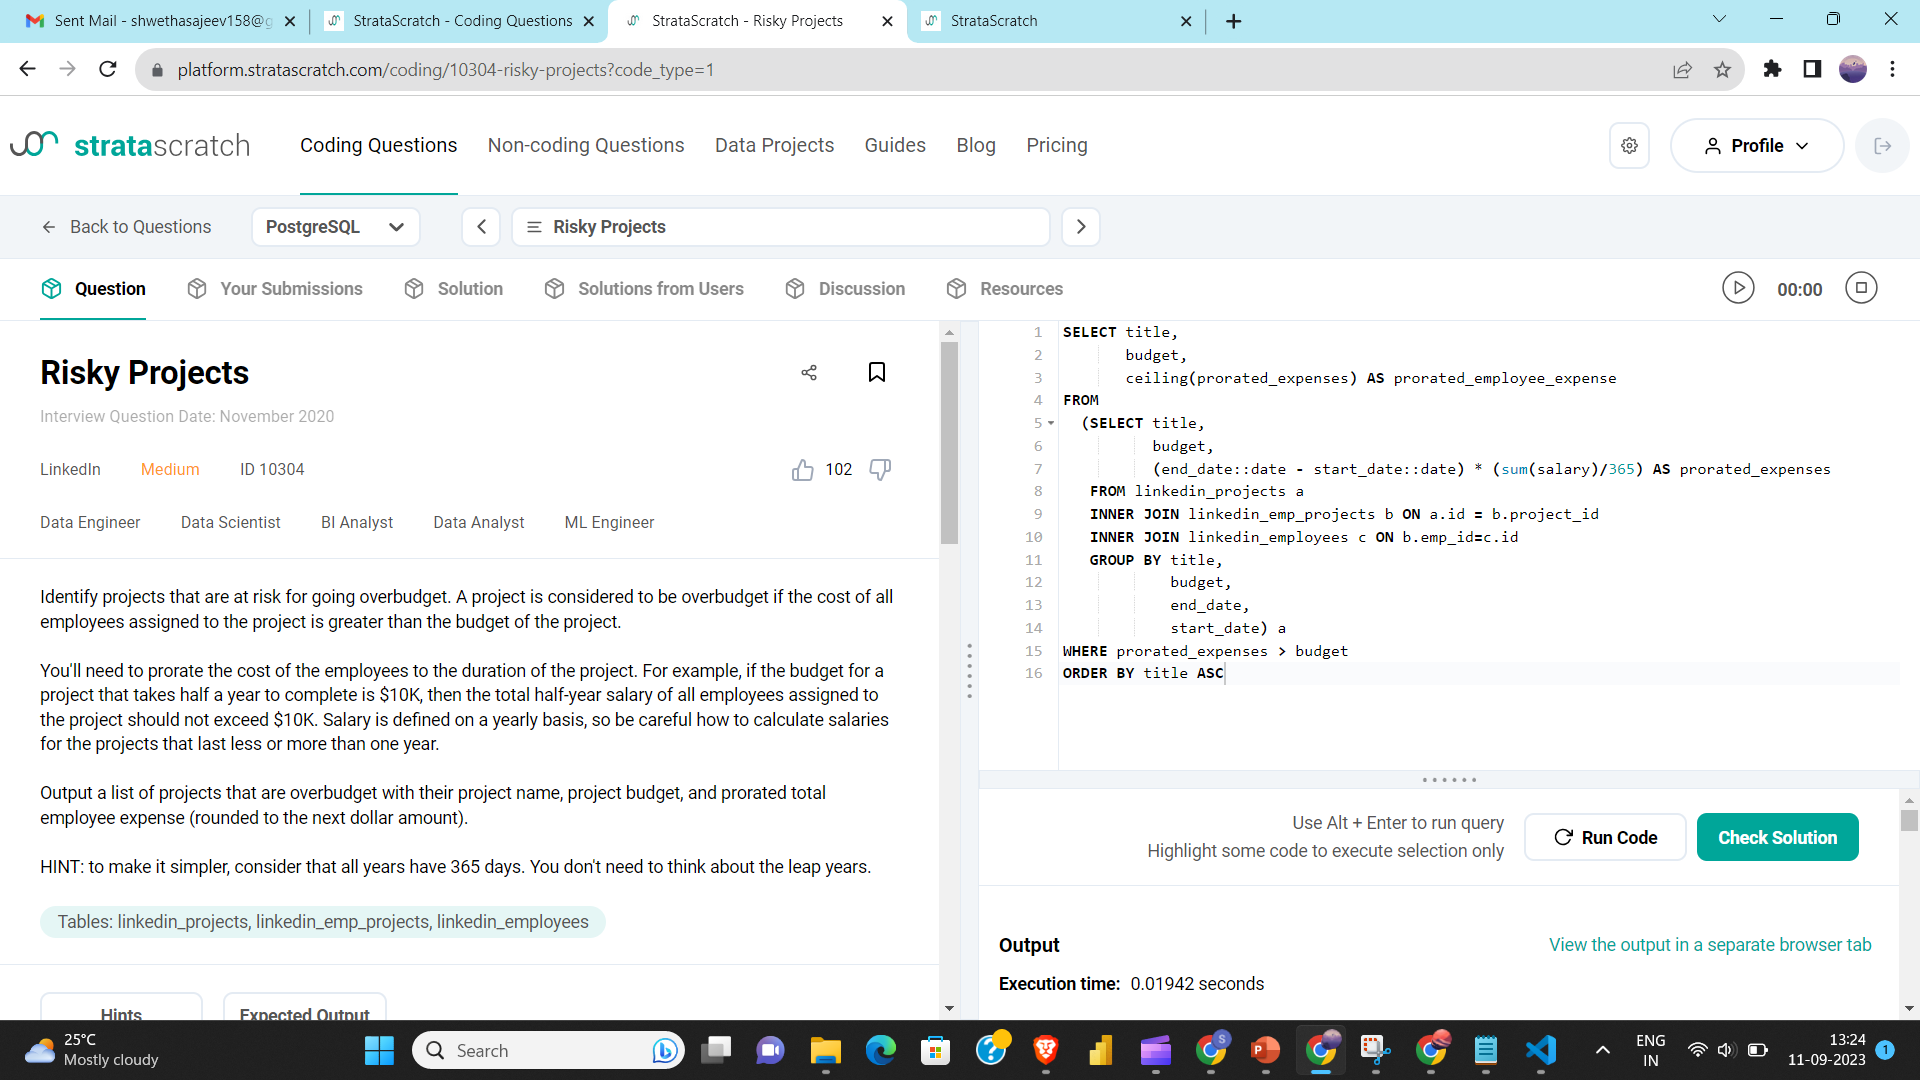 Sent Mail - shwethasajeev158@g
StrataScratch - Coding Questions
StrataScratch - Risky Projects
StrataScratch
platform.stratascratch.com/coding/10304-risky-projects?code_type=1
stratascratch
Coding Questions
Non-coding Questions
Data Projects
Guides
Blog
Pricing
Profile
Back to Questions
PostgreSQL
Risky Projects
Question
Your Submissions
Solution
Solutions from Users
Discussion
Resources
00:00
Risky Projects
Interview Question Date: November 2020
LinkedIn
Medium
ID 10304
102
Data Engineer
Data Scientist
BI Analyst
Data Analyst
ML Engineer
Identify projects that are at risk for going overbudget. A project is considered to be overbudget if the cost of all
employees assigned to the project is greater than the budget of the project.
You'll need to prorate the cost of the employees to the duration of the project. For example, if the budget for a
project that takes half a year to complete is $10K, then the total half-year salary of all employees assigned to
the project should not exceed $10K. Salary is defined on a yearly basis, so be careful how to calculate salaries
for the projects that last less or more than one year.
Output a list of projects that are overbudget with their project name, project budget, and prorated total
employee expense (rounded to the next dollar amount).
HINT: to make it simpler, consider that all years have 365 days. You don't need to think about the leap years.
Tables: linkedin_projects, linkedin_emp_projects, linkedin_employees
Hints
Expected Output
1 SELECT title,
2 budget,
3 ceiling(prorated_expenses) AS prorated_employee_expense
4 FROM
5 (SELECT title,
6 budget,
7 (end_date::date - start_date::date) * (sum(salary)/365) AS prorated_expenses
8 FROM linkedin_projects a
9 INNER JOIN linkedin_emp_projects b ON a.id = b.project_id
10 INNER JOIN linkedin_employees c ON b.emp_id=c.id
11 GROUP BY title,
12 budget,
13 end_date,
14 start_date) a
15 WHERE prorated_expenses > budget
16 ORDER BY title ASC
Use Alt + Enter to run query
Highlight some code to execute selection only
Run Code
Check Solution
Output
View the output in a separate browser tab
Execution time: 0.01942 seconds
25°C
Mostly cloudy
Search
ENG
IN
13:24
11-09-2023
1